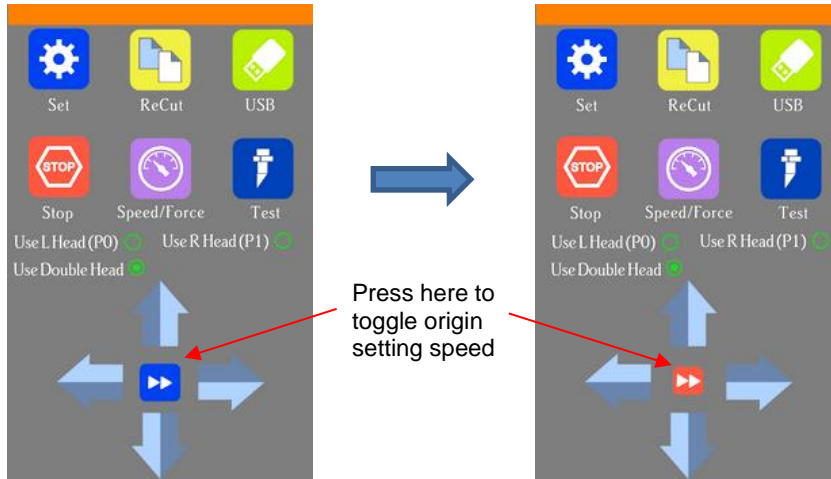 Set ReCut USB
STOP
Stop Speed/Force Test
Use L Head (P0) Use R Head (P1)
Use Double Head
Press here to
toggle origin
setting speed
Set ReCut USB
STOP
Stop Speed/Force Test
Use L Head (P0) Use R Head (P1)
Use Double Head